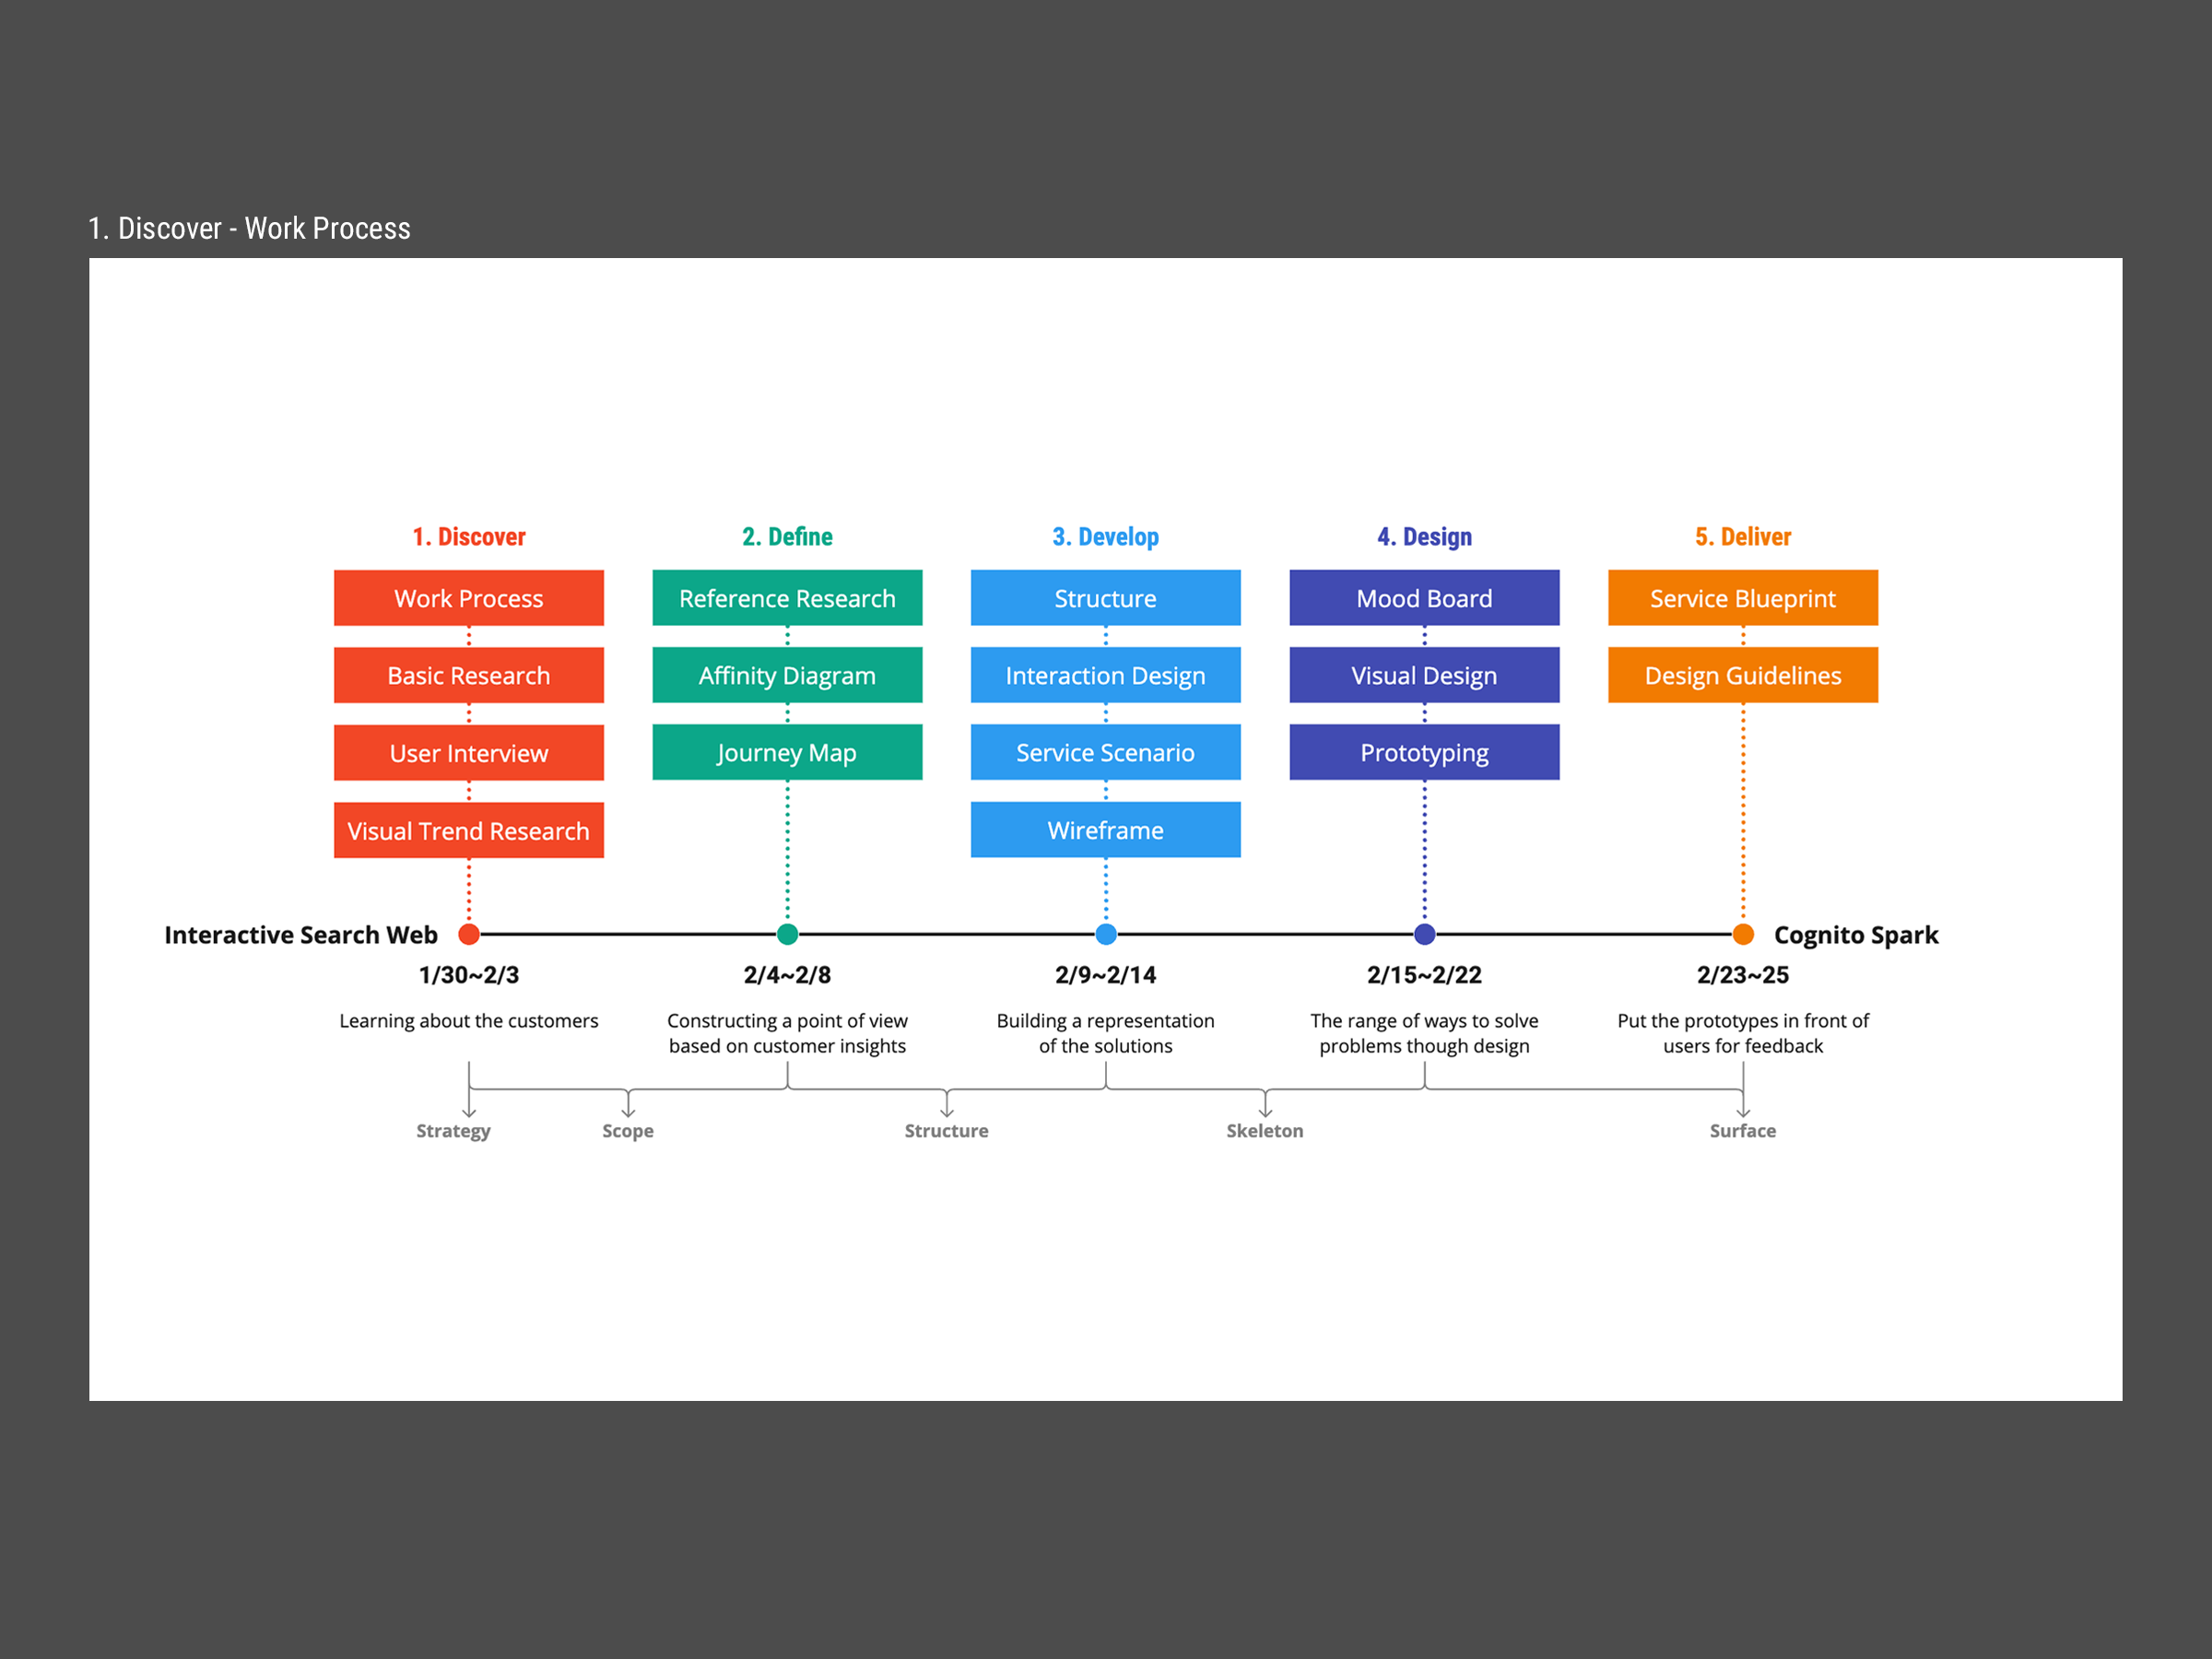 1. Discover - Work Process
1. Discover
Work Process
Basic Research
User Interview
Visual Trend Research
2. Define
Reference Research
Affinity Diagram
Journey Map
3. Develop
Structure
Interaction Design
Service Scenario
Wireframe
4. Design
Mood Board
Visual Design
Prototyping
5. Deliver
Service Blueprint
Design Guidelines
Interactive Search Web
Cognito Spark
1/30~2/3
Learning about the customers
2/4~2/8
Constructing a point of view
based on customer insights
2/9~2/14
Building a representation
of the solutions
2/15~2/22
The range of ways to solve
problems though design
2/23~25
Put the prototypes in front of
users for feedback
Strategy
Scope
Structure
Skeleton
Surface